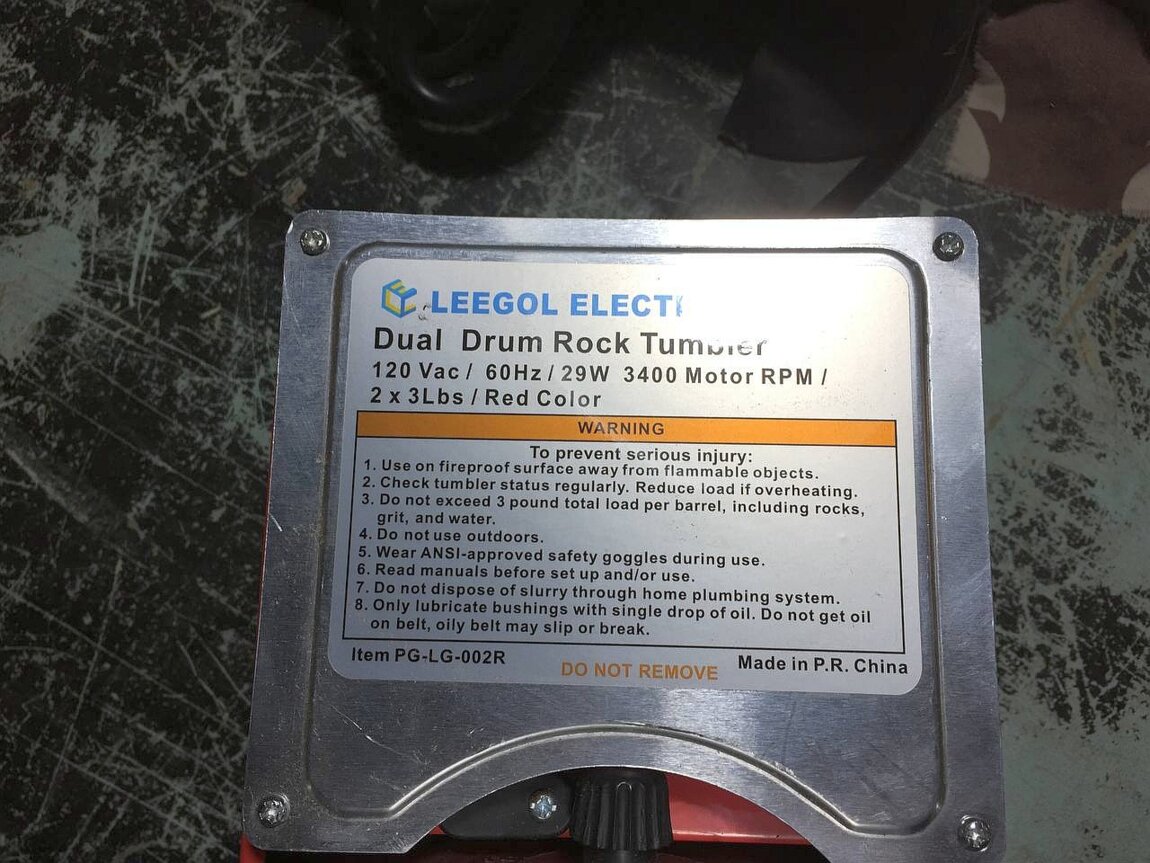 LEEGOL ELECT
Dual Drum Rock Tumbler
120 Vac / 60Hz / 29W 3400 Motor RPM /
2 x 3Lbs / Red Color
WARNING
To prevent serious injury:
1. Use on fireproof surface away from flammable objects.
2. Check tumbler status regularly. Reduce load if overheating.
3. Do not exceed 3 pound total load per barrel, including rocks,
grit, and water.
4. Do not use outdoors.
5. Wear ANSI-approved safety goggles during use.
6. Read manuals before set up and/or use.
7. Do not dispose of slurry through home plumbing system.
8. Only lubricate bushings with single drop of oil. Do not get oil
on belt, oily belt may slip or break.
Item PG-LG-002R
DO NOT REMOVE
Made in P.R. China